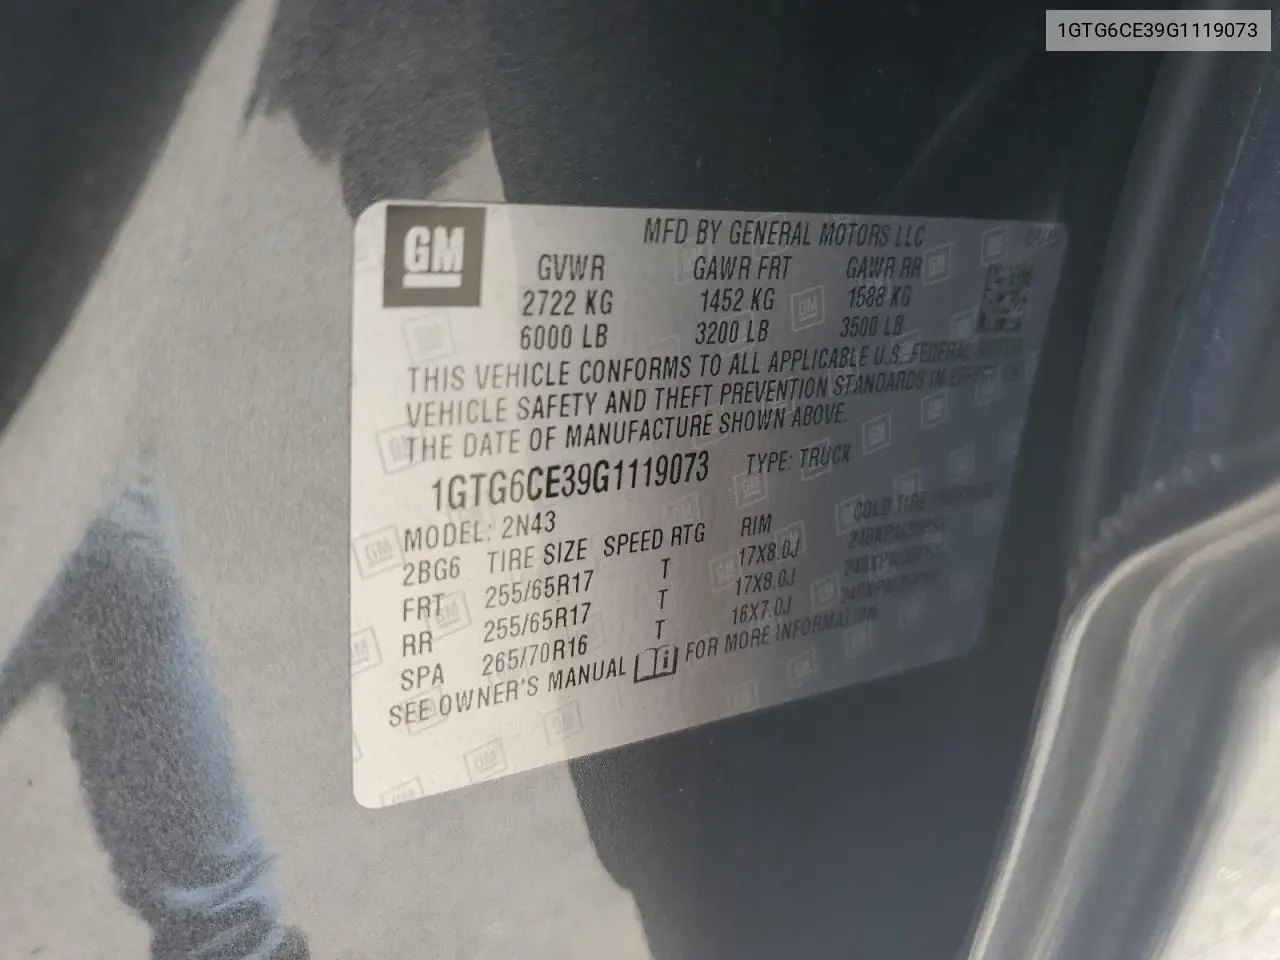 1GTG6CE39G1119073
GM
MFD BY GENERAL MOTORS LLC
GVWR GAWR FRT GAWR RR
2722 KG 1452 KG 1588 KG
6000 LB 3200 LB 3500 LB
THIS VEHICLE CONFORMS TO ALL APPLICABLE U.S. FEDERAL MOTOR
VEHICLE SAFETY AND THEFT PREVENTION STANDARDS IN EFFECT ON
THE DATE OF MANUFACTURE SHOWN ABOVE.
1GTG6CE39G1119073 TYPE: TRUCK
MODEL: 2N43
2BG6 TIRE SIZE SPEED RTG RIM COLD TIRE PRESSURE
FRT 255/65R17 T 17X8.0J
RR 255/65R17 T 17X8.0J
SPA 265/70R16 T 16X7.0J
SEE OWNER'S MANUAL FOR MORE INFORMATION